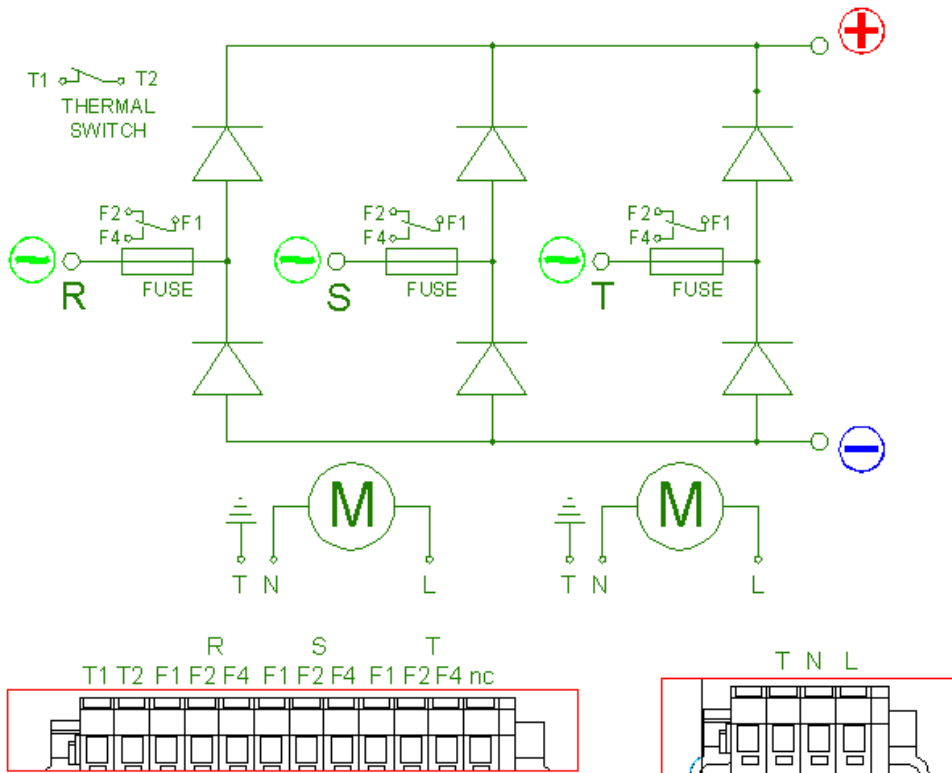 T1 T2
THERMAL
SWITCH
F2 F1 F2 F1 F2 F1
F4 F4 F4
R FUSE S FUSE T FUSE
M M
T N L T N L
R S T
T1 T2 F1 F2 F4 F1 F2 F4 F1 F2 F4 nc
T N L